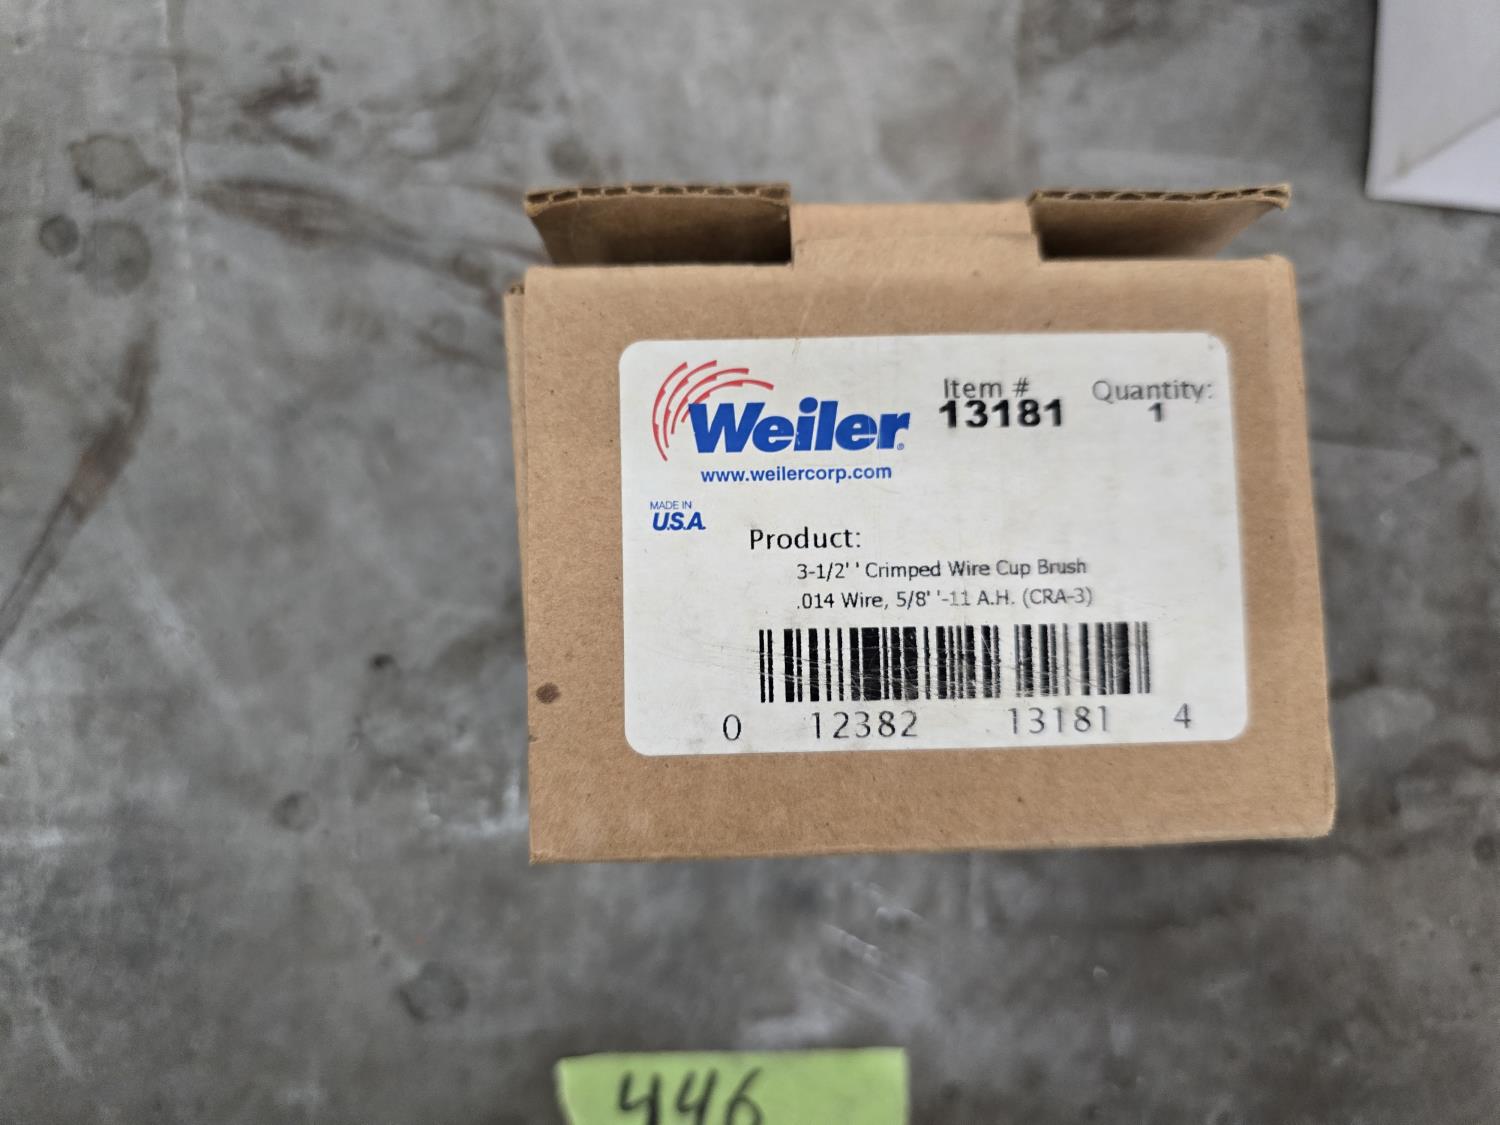 Weiler®
www.weilercorp.com
Item #
13181
Quantity:
1
MADE IN
U.S.A.
Product:
3-1/2'' Crimped Wire Cup Brush
.014 Wire, 5/8''-11 A.H. (CRA-3)
0 12382 13181 4
446